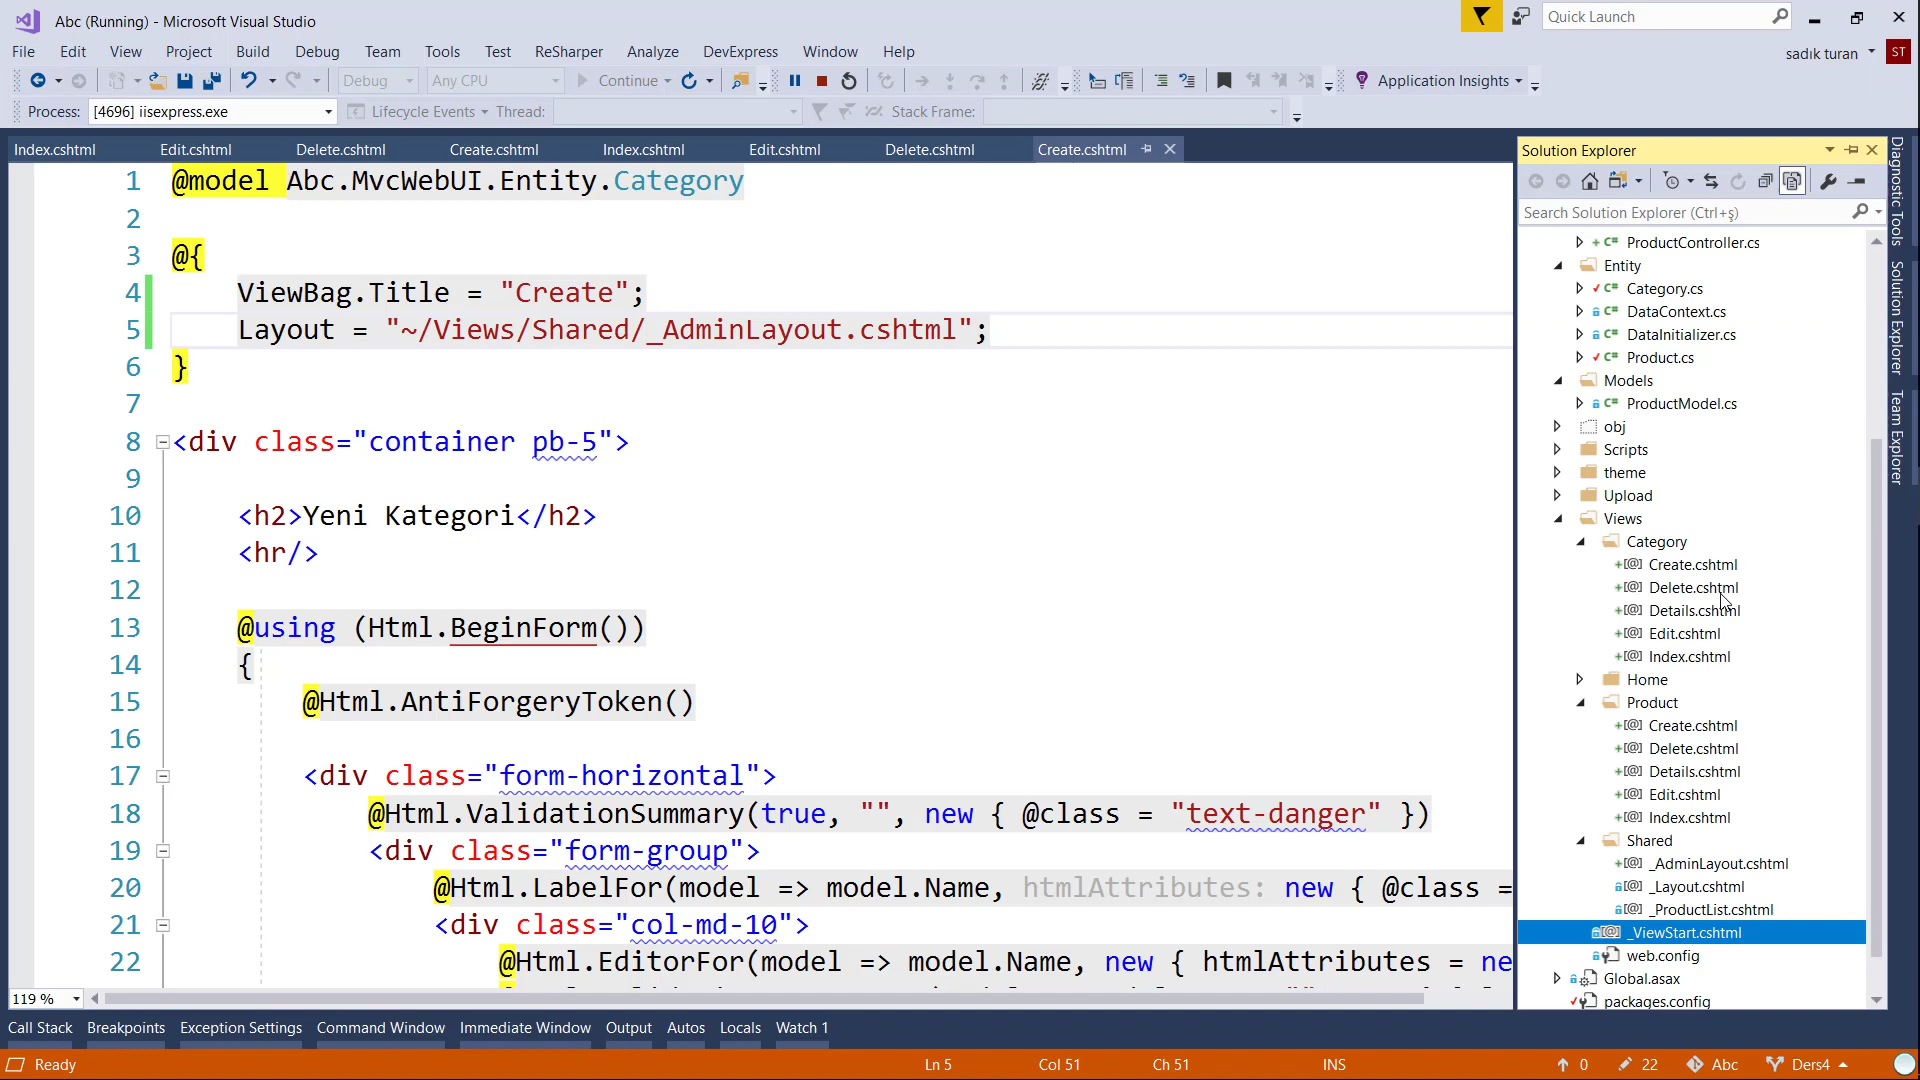 Abc (Running) - Microsoft Visual Studio
Quick Launch
File Edit View Project Build Debug Team Tools Test ReSharper Analyze DevExpress Window Help
sadık turan
ST
Debug Any CPU Continue Application Insights
Process: [4696] iisexpress.exe Lifecycle Events Thread: Stack Frame:
Index.cshtml Edit.cshtml Delete.cshtml Create.cshtml Index.cshtml Edit.cshtml Delete.cshtml Create.cshtml
1 @model Abc.MvcWebUI.Entity.Category
2
3 @{
4 ViewBag.Title = "Create";
5 Layout = "~/Views/Shared/_AdminLayout.cshtml";
6 }
7
8 <div class="container pb-5">
9
10 <h2>Yeni Kategori</h2>
11 <hr/>
12
13 @using (Html.BeginForm())
14 {
15 @Html.AntiForgeryToken()
16
17 <div class="form-horizontal">
18 @Html.ValidationSummary(true, "", new { @class = "text-danger" })
19 <div class="form-group">
20 @Html.LabelFor(model => model.Name, htmlAttributes: new { @class =
21 <div class="col-md-10">
22 @Html.EditorFor(model => model.Name, new { htmlAttributes = ne
119 %
Solution Explorer
Search Solution Explorer (Ctrl+ş)
ProductController.cs
Entity
Category.cs
DataContext.cs
DataInitializer.cs
Product.cs
Models
ProductModel.cs
obj
Scripts
theme
Upload
Views
Category
Create.cshtml
Delete.cshtml
Details.cshtml
Edit.cshtml
Index.cshtml
Home
Product
Create.cshtml
Delete.cshtml
Details.cshtml
Edit.cshtml
Index.cshtml
Shared
_AdminLayout.cshtml
_Layout.cshtml
_ProductList.cshtml
_ViewStart.cshtml
web.config
Global.asax
packages.config
Diagnostic Tools
Solution Explorer
Team Explorer
Call Stack Breakpoints Exception Settings Command Window Immediate Window Output Autos Locals Watch 1
Ready Ln 5 Col 51 Ch 51 INS 0 22 Abc Ders4